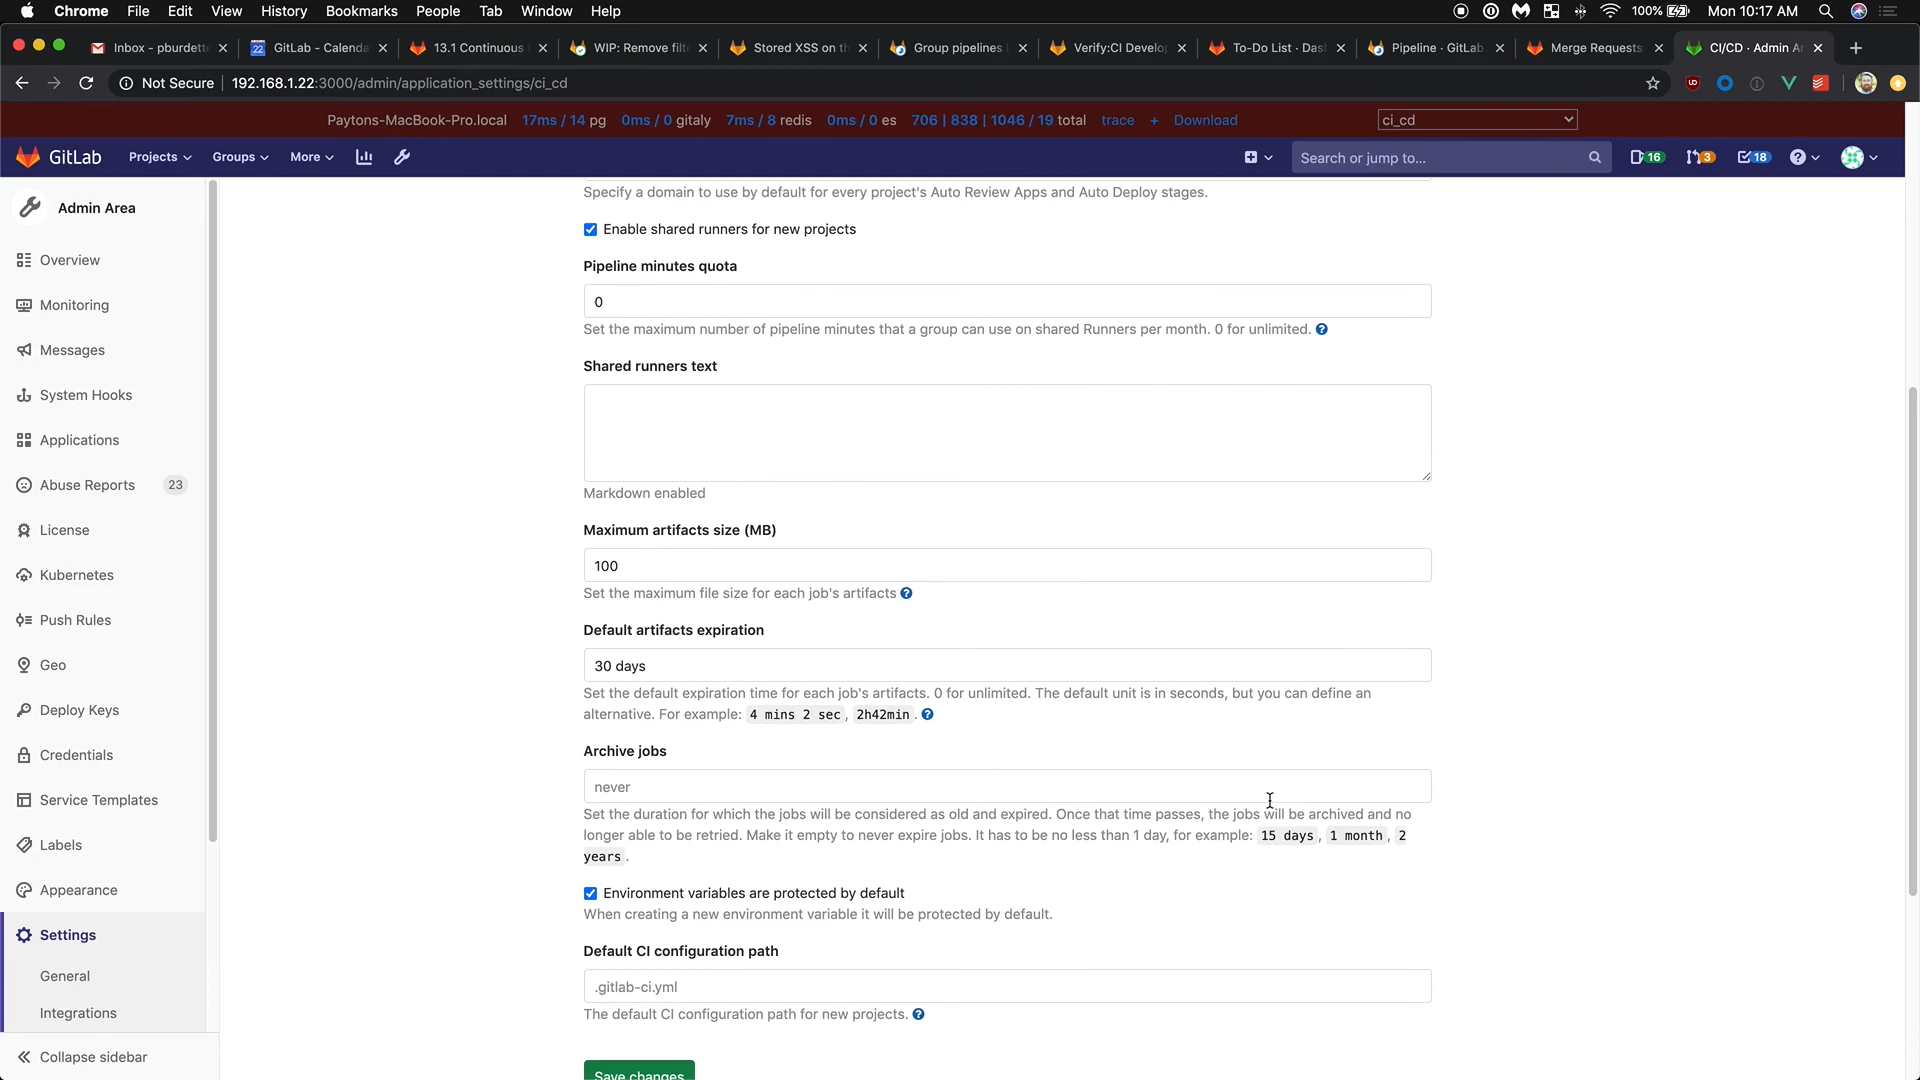 Chrome File Edit View History Bookmarks People Tab Window Help 100% Mon 10:17 AM
Inbox - pburdett GitLab - Calenda 13.1 Continuous WIP: Remove filte Stored XSS on th Group pipelines Verify:CI Develop To-Do List · Das Pipeline · GitLab Merge Requests CI/CD · Admin Ar
Not Secure 192.168.1.22:3000/admin/application_settings/ci_cd
Paytons-MacBook-Pro.local 17ms / 14 pg 0ms / 0 gitaly 7ms / 8 redis 0ms / 0 es 706 | 838 | 1046 / 19 total trace + Download ci_cd
GitLab Projects Groups More Search or jump to... 16 3 18
Admin Area
Overview
Monitoring
Messages
System Hooks
Applications
Abuse Reports 23
License
Kubernetes
Push Rules
Geo
Deploy Keys
Credentials
Service Templates
Labels
Appearance
Settings
General
Integrations
Collapse sidebar
Specify a domain to use by default for every project's Auto Review Apps and Auto Deploy stages.
Enable shared runners for new projects
Pipeline minutes quota
0
Set the maximum number of pipeline minutes that a group can use on shared Runners per month. 0 for unlimited.
Shared runners text
Markdown enabled
Maximum artifacts size (MB)
100
Set the maximum file size for each job's artifacts
Default artifacts expiration
30 days
Set the default expiration time for each job's artifacts. 0 for unlimited. The default unit is in seconds, but you can define an
alternative. For example: 4 mins 2 sec, 2h42min.
Archive jobs
never
Set the duration for which the jobs will be considered as old and expired. Once that time passes, the jobs will be archived and no
longer able to be retried. Make it empty to never expire jobs. It has to be no less than 1 day, for example: 15 days, 1 month, 2
years.
Environment variables are protected by default
When creating a new environment variable it will be protected by default.
Default CI configuration path
.gitlab-ci.yml
The default CI configuration path for new projects.
Save changes